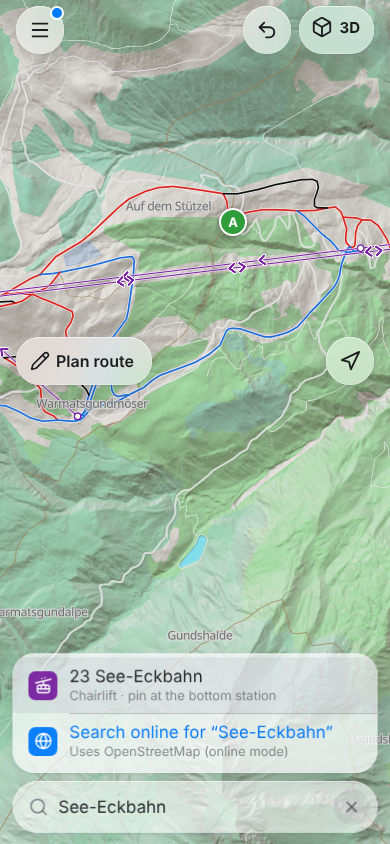 3D
Auf dem Stützel
A
Plan route
Warmatsgundmöser
armatsgundalpe
Gundshalde
23 See-Eckbahn
Chairlift · pin at the bottom station
Search online for “See-Eckbahn”
Uses OpenStreetMap (online mode)
See-Eckbahn